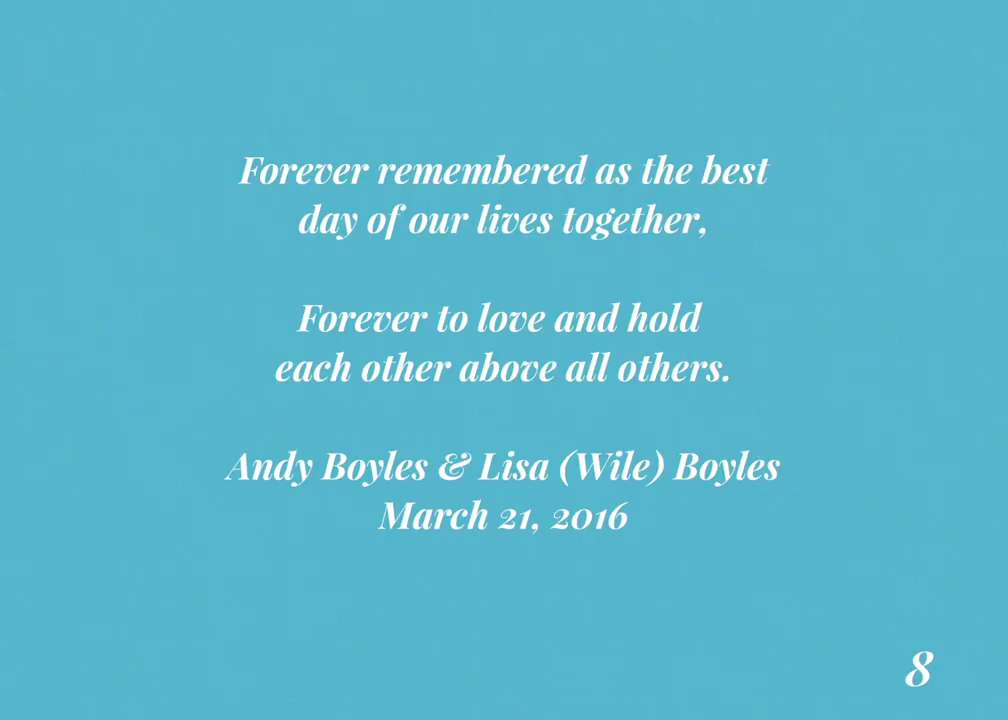 Forever remembered as the best
day of our lives together,
Forever to love and hold
each other above all others.
Andy Boyles & Lisa (Wile) Boyles
March 21, 2016
8